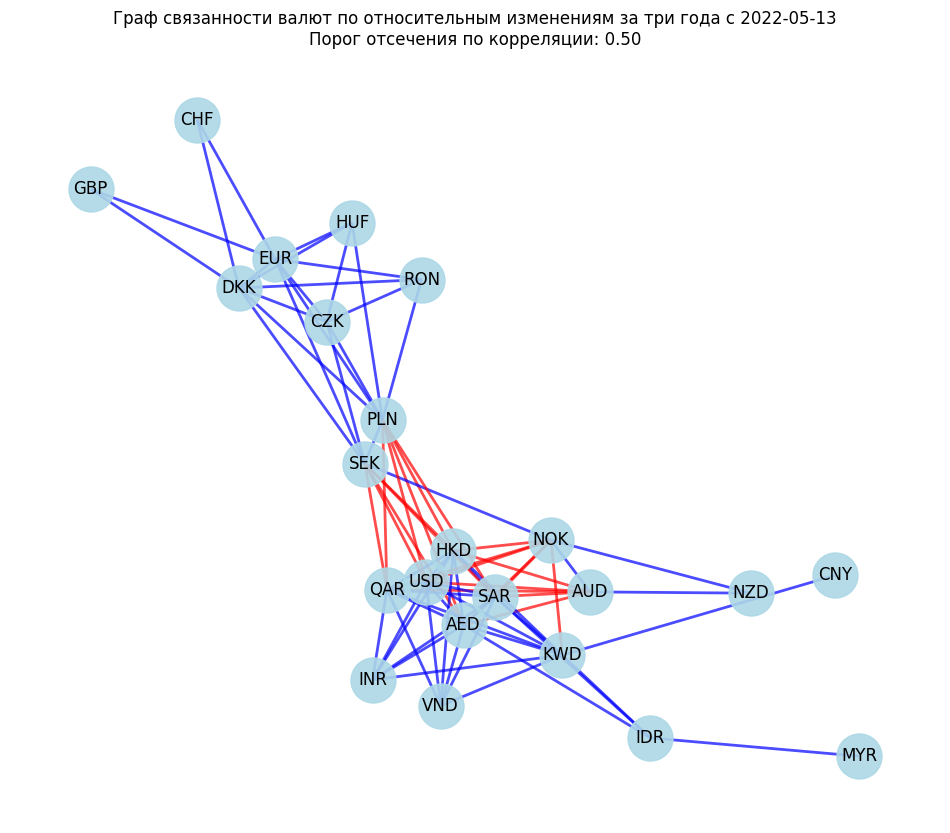 Граф связанности валют по относительным изменениям за три года с 2022-05-13
Порог отсечения по корреляции: 0.50
CHF
GBP
HUF
EUR
RON
DKK
CZK
PLN
SEK
NOK
HKD
CNY
USD
QAR
AUD
NZD
SAR
AED
KWD
INR
VND
IDR
MYR